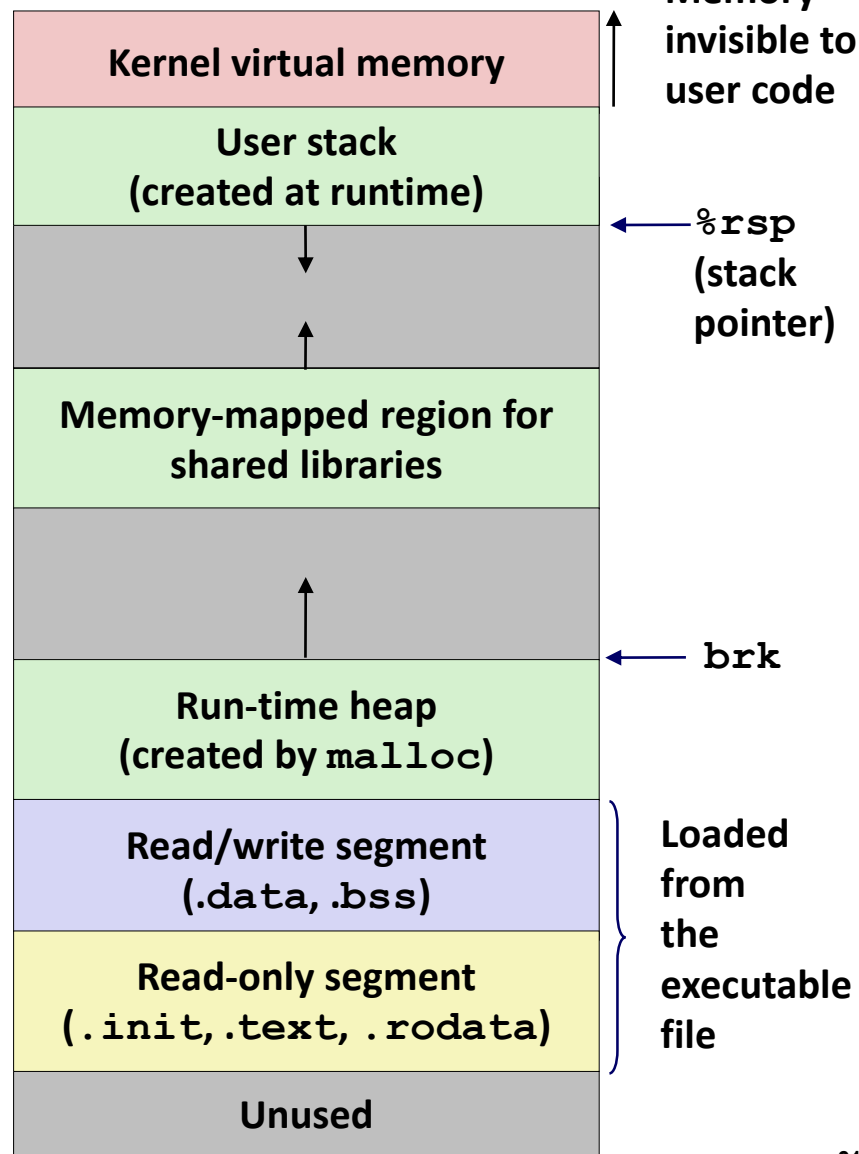 Memory
invisible to
user code
Kernel virtual memory
User stack
(created at runtime)
%rsp
(stack
pointer)
Memory-mapped region for
shared libraries
brk
Run-time heap
(created by malloc)
Read/write segment
(.data, .bss)
Read-only segment
(.init, .text, .rodata)
Loaded
from
the
executable
file
Unused